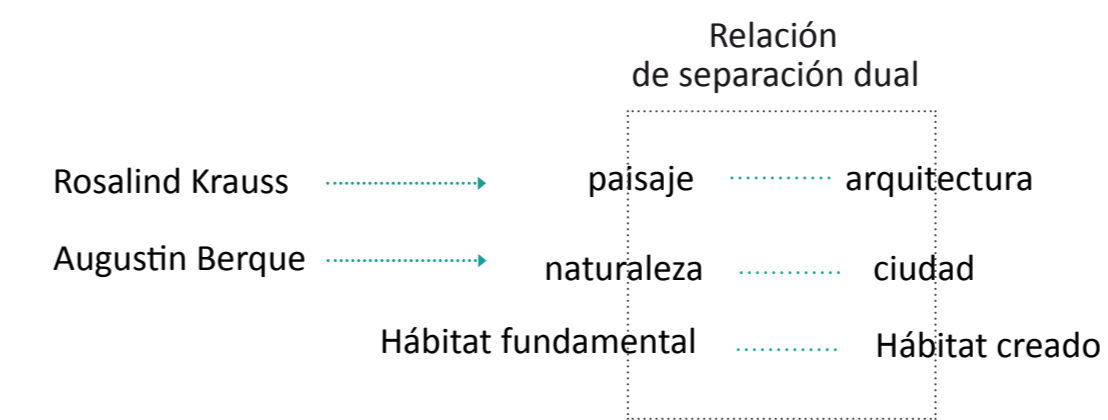 Relación
de separación dual
Rosalind Krauss paisaje arquitectura
Augustin Berque naturaleza ciudad
Hábitat fundamental Hábitat creado